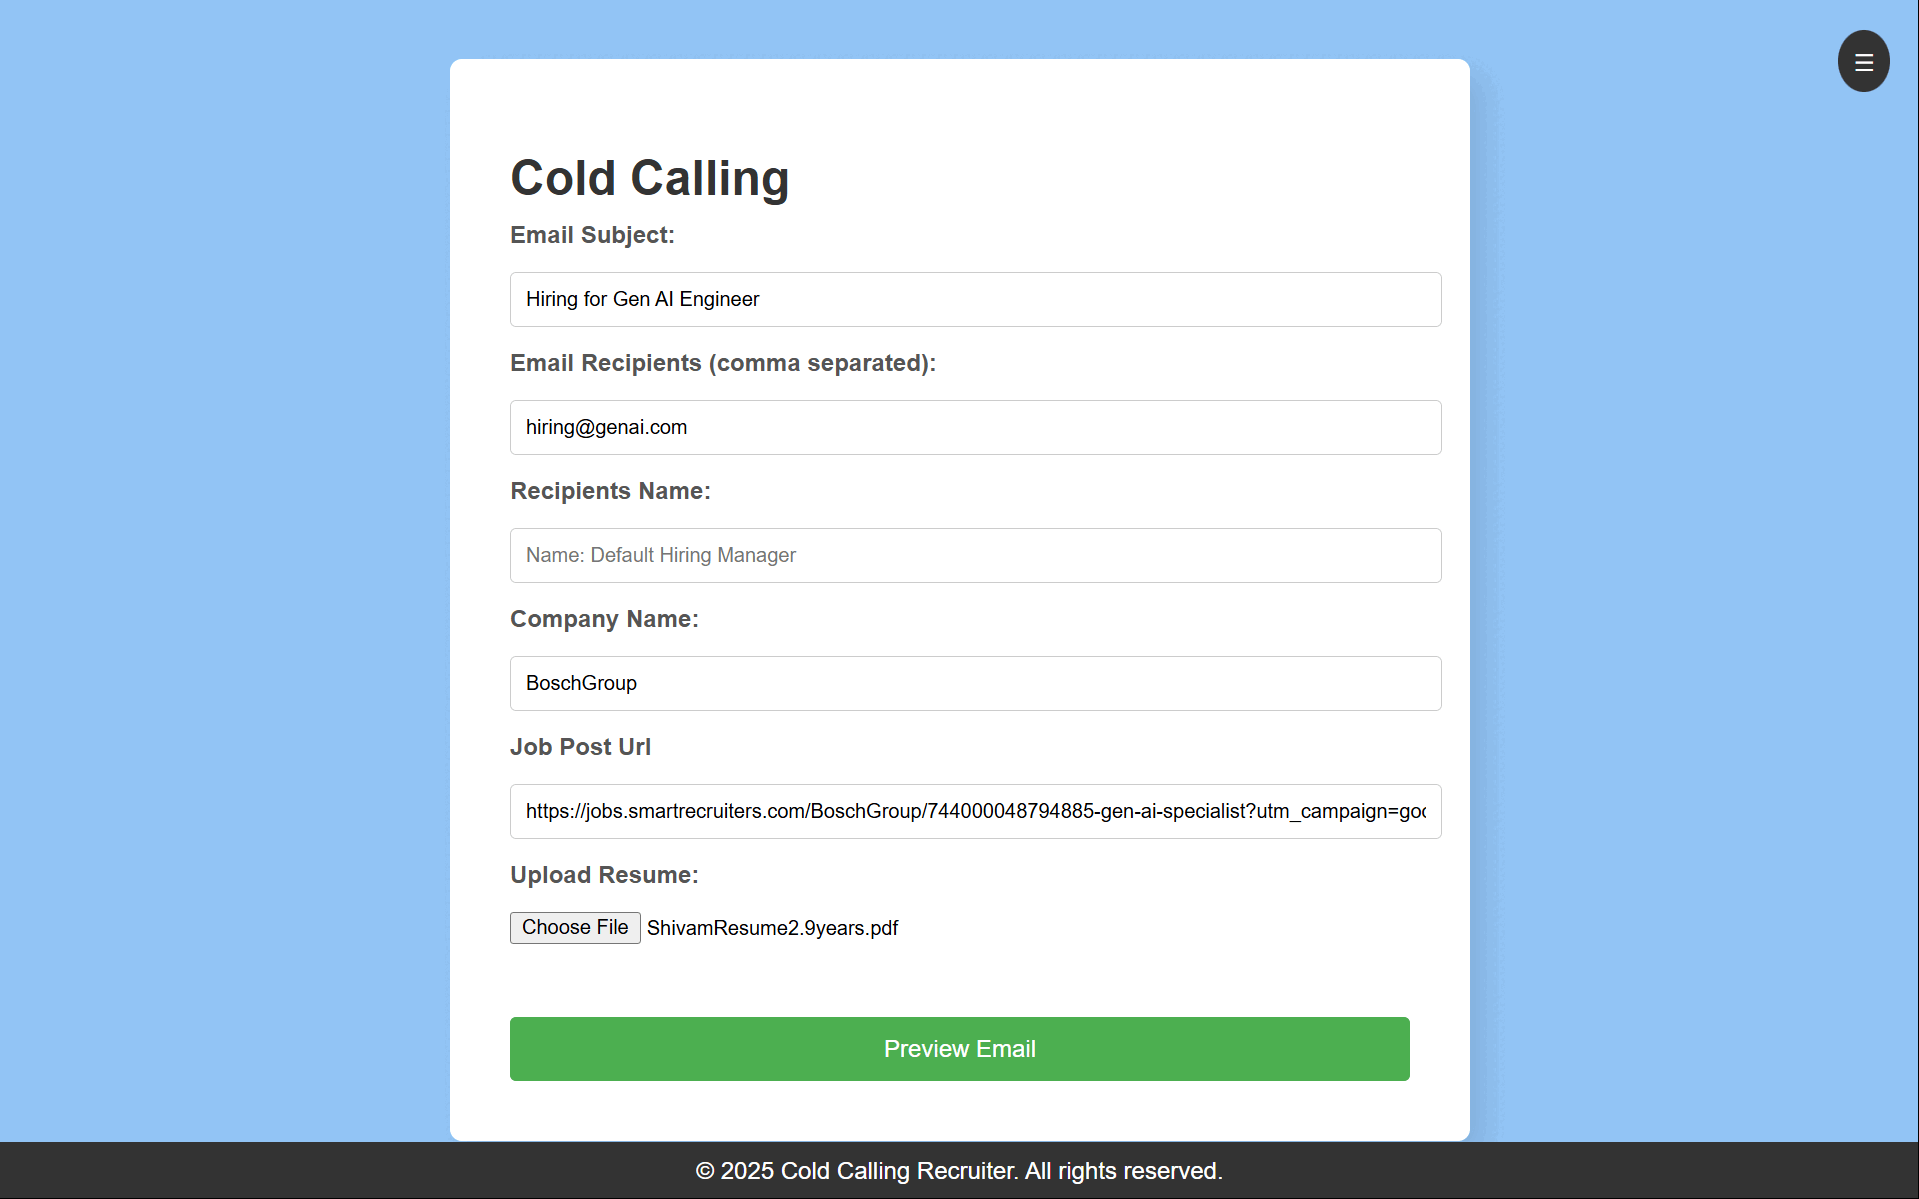 ☰
Cold Calling
Email Subject:
Hiring for Gen AI Engineer
Email Recipients (comma separated):
hiring@genai.com
Recipients Name:
Name: Default Hiring Manager
Company Name:
BoschGroup
Job Post Url
https://jobs.smartrecruiters.com/BoschGroup/744000048794885-gen-ai-specialist?utm_campaign=goo
Upload Resume:
Choose File ShivamResume2.9years.pdf
Preview Email
© 2025 Cold Calling Recruiter. All rights reserved.